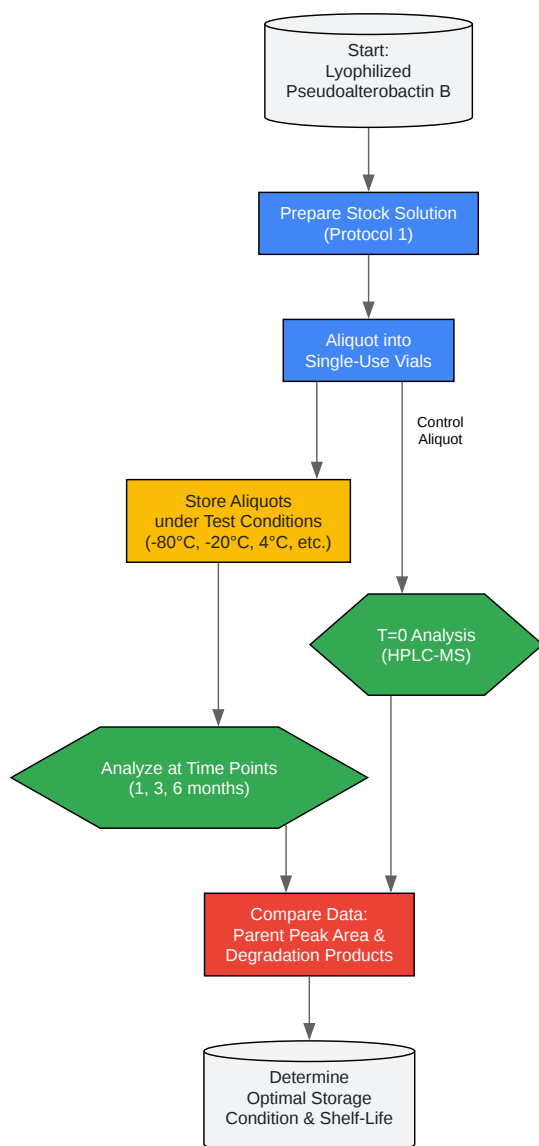 Start:
Lyophilized
Pseudoalterobactin B
Prepare Stock Solution
(Protocol 1)
Aliquot into
Single-Use Vials
Control
Aliquot
Store Aliquots
under Test Conditions
(-80°C, -20°C, 4°C, etc.)
T=0 Analysis
(HPLC-MS)
Analyze at Time Points
(1, 3, 6 months)
Compare Data:
Parent Peak Area &
Degradation Products
Determine
Optimal Storage
Condition & Shelf-Life